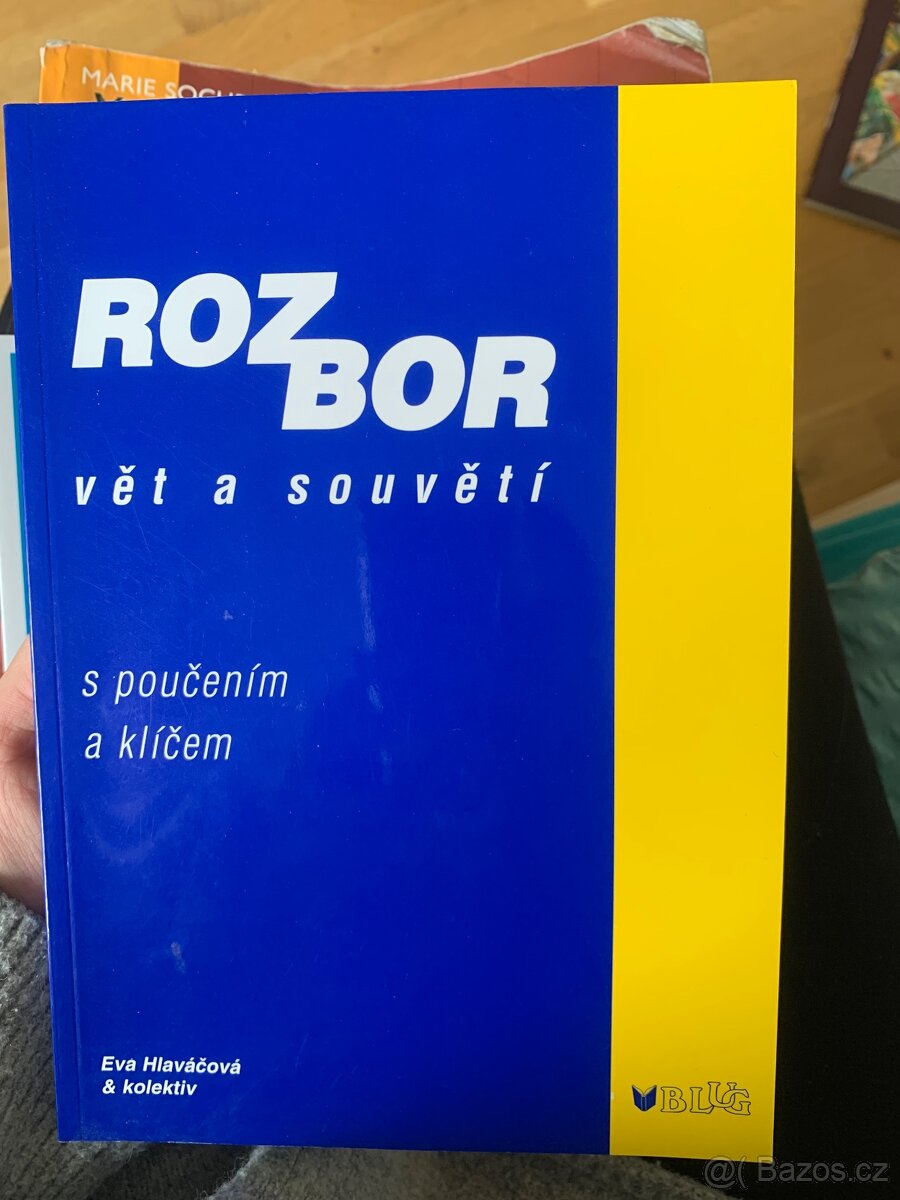 MARIE
ROZ
BOR
vět a souvětí
s poučením
a klíčem
Eva Hlaváčová
& kolektiv
BLUG
@( Bazos.cz